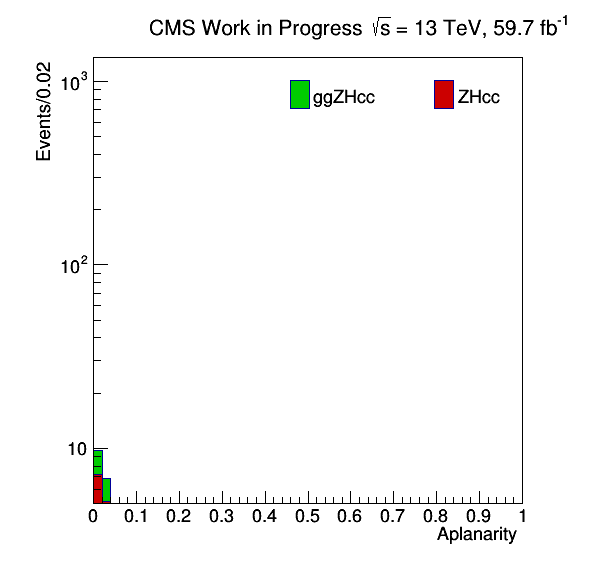 CMS Work in Progress √s = 13 TeV, 59.7 fb⁻¹
Events/0.02
10³
ggZHcc
ZHcc
10²
10
0 0.1 0.2 0.3 0.4 0.5 0.6 0.7 0.8 0.9 1
Aplanarity